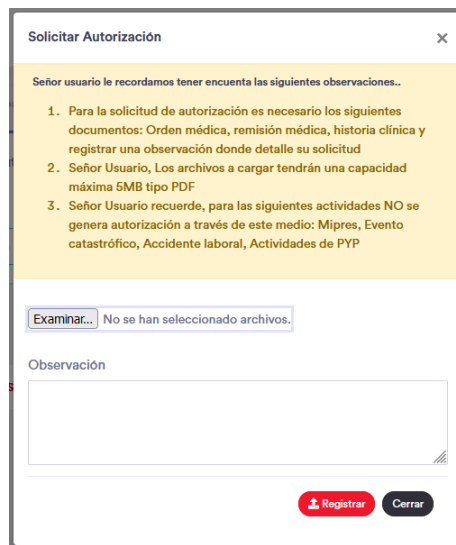 Solicitar Autorización
×
Señor usuario le recordamos tener encuenta las siguientes observaciones..
1. Para la solicitud de autorización es necesario los siguientes
documentos: Orden médica, remisión médica, historia clínica y
registrar una observación donde detalle su solicitud
2. Señor Usuario, Los archivos a cargar tendrán una capacidad
máxima 5MB tipo PDF
3. Señor Usuario recuerde, para las siguientes actividades NO se
genera autorización a través de este medio: Mipres, Evento
catastrófico, Accidente laboral, Actividades de PYP
Examinar... No se han seleccionado archivos.
Observación
Registrar Cerrar